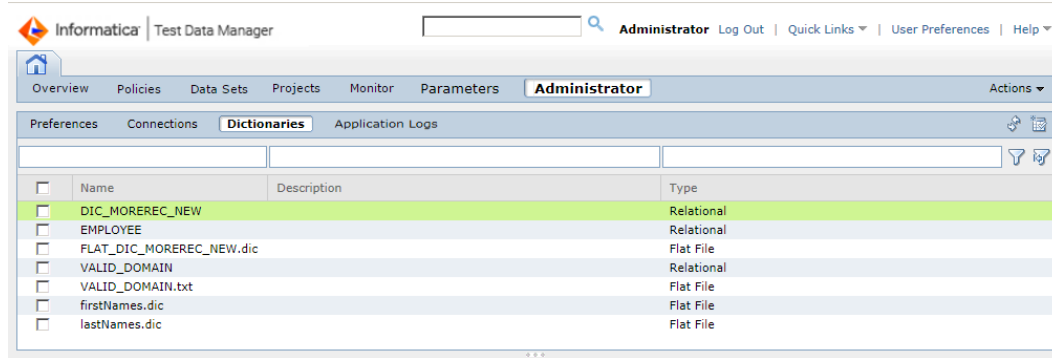 Informatica Test Data Manager Administrator Log Out | Quick Links | User Preferences | Help
Overview Policies Data Sets Projects Monitor Parameters Administrator Actions
Preferences Connections Dictionaries Application Logs
Name Description Type
DIC_MOREREC_NEW Relational
EMPLOYEE Relational
FLAT_DIC_MOREREC_NEW.dic Flat File
VALID_DOMAIN Relational
VALID_DOMAIN.txt Flat File
firstNames.dic Flat File
lastNames.dic Flat File